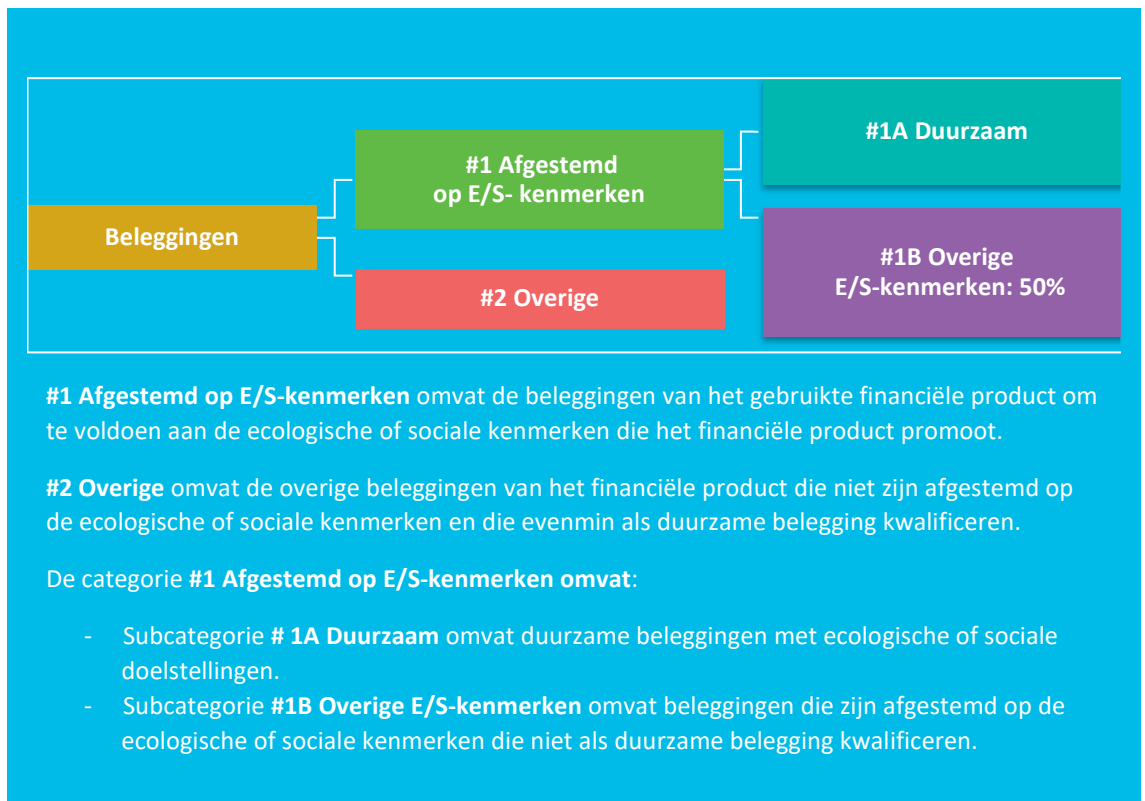 #1A Duurzaam
#1 Afgestemd
op E/S- kenmerken
Beleggingen
#1B Overige
E/S-kenmerken: 50%
#2 Overige
#1 Afgestemd op E/S-kenmerken omvat de beleggingen van het gebruikte financiële product om
te voldoen aan de ecologische of sociale kenmerken die het financiële product promoot.
#2 Overige omvat de overige beleggingen van het financiële product die niet zijn afgestemd op
de ecologische of sociale kenmerken en die evenmin als duurzame belegging kwalificeren.
De categorie #1 Afgestemd op E/S-kenmerken omvat:
- Subcategorie # 1A Duurzaam omvat duurzame beleggingen met ecologische of sociale
doelstellingen.
- Subcategorie #1B Overige E/S-kenmerken omvat beleggingen die zijn afgestemd op de
ecologische of sociale kenmerken die niet als duurzame belegging kwalificeren.